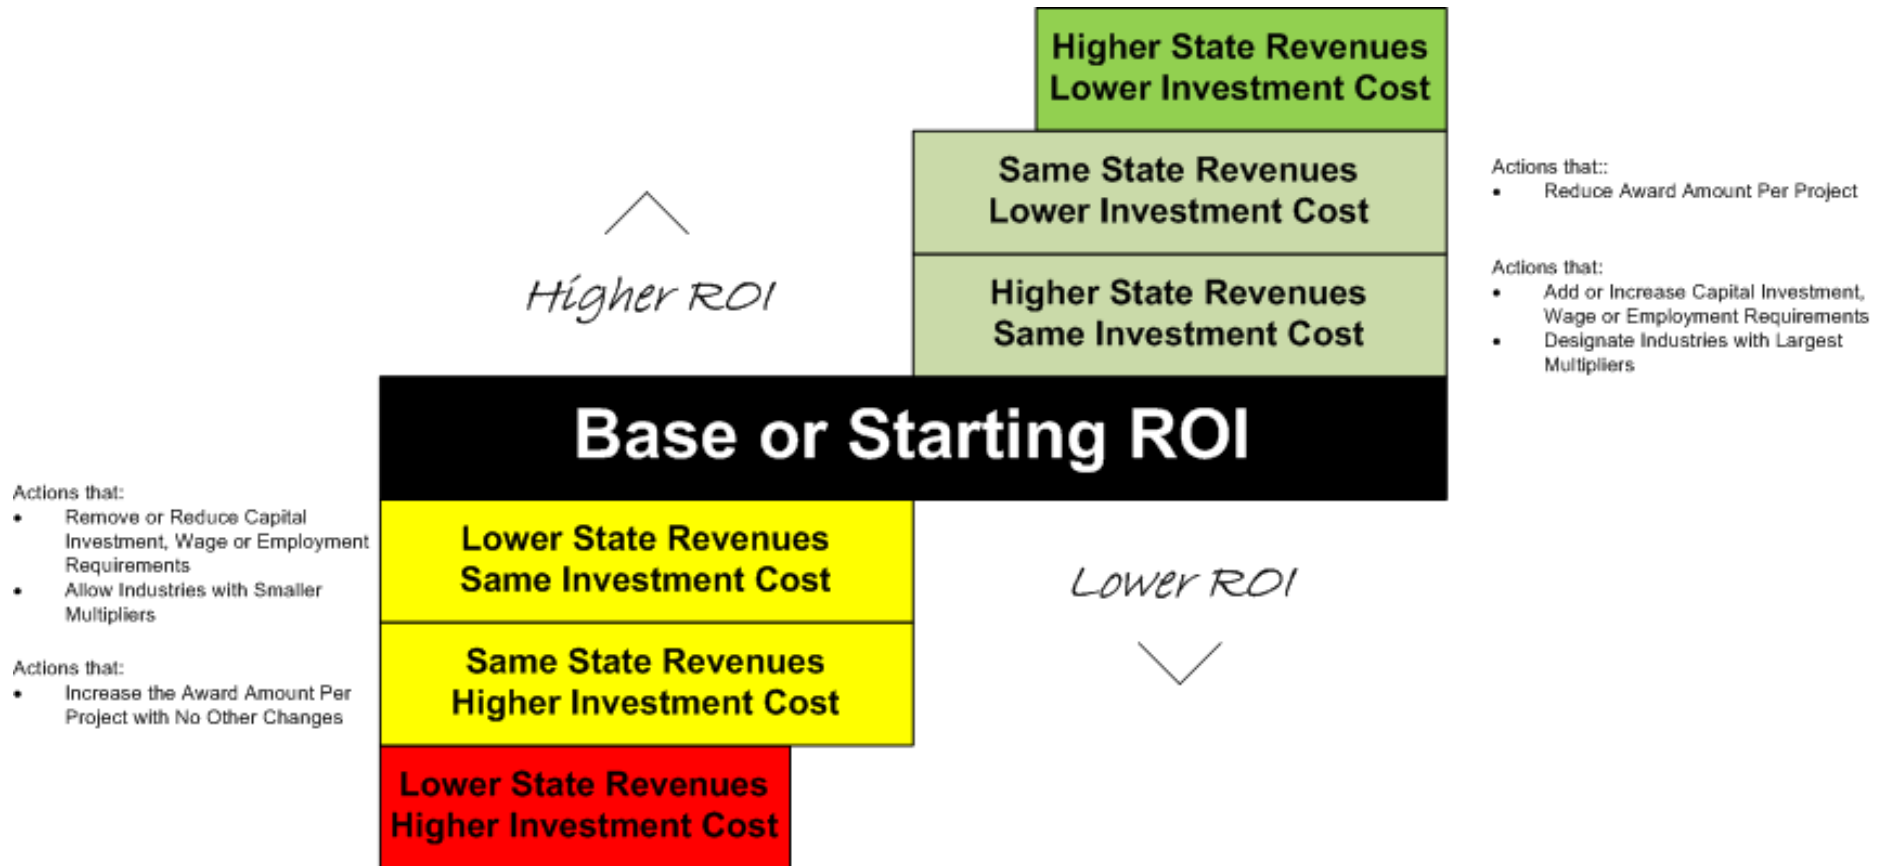 Higher State Revenues
Lower Investment Cost
Same State Revenues
Lower Investment Cost
Actions that::
• Reduce Award Amount Per Project
Higher ROI
Higher State Revenues
Same Investment Cost
Actions that:
• Add or Increase Capital Investment,
Wage or Employment Requirements
• Designate Industries with Largest
Multipliers
Base or Starting ROI
Actions that:
• Remove or Reduce Capital
Investment, Wage or Employment
Requirements
• Allow Industries with Smaller
Multipliers
Lower State Revenues
Same Investment Cost
Lower ROI
Actions that:
• Increase the Award Amount Per
Project with No Other Changes
Same State Revenues
Higher Investment Cost
Lower State Revenues
Higher Investment Cost